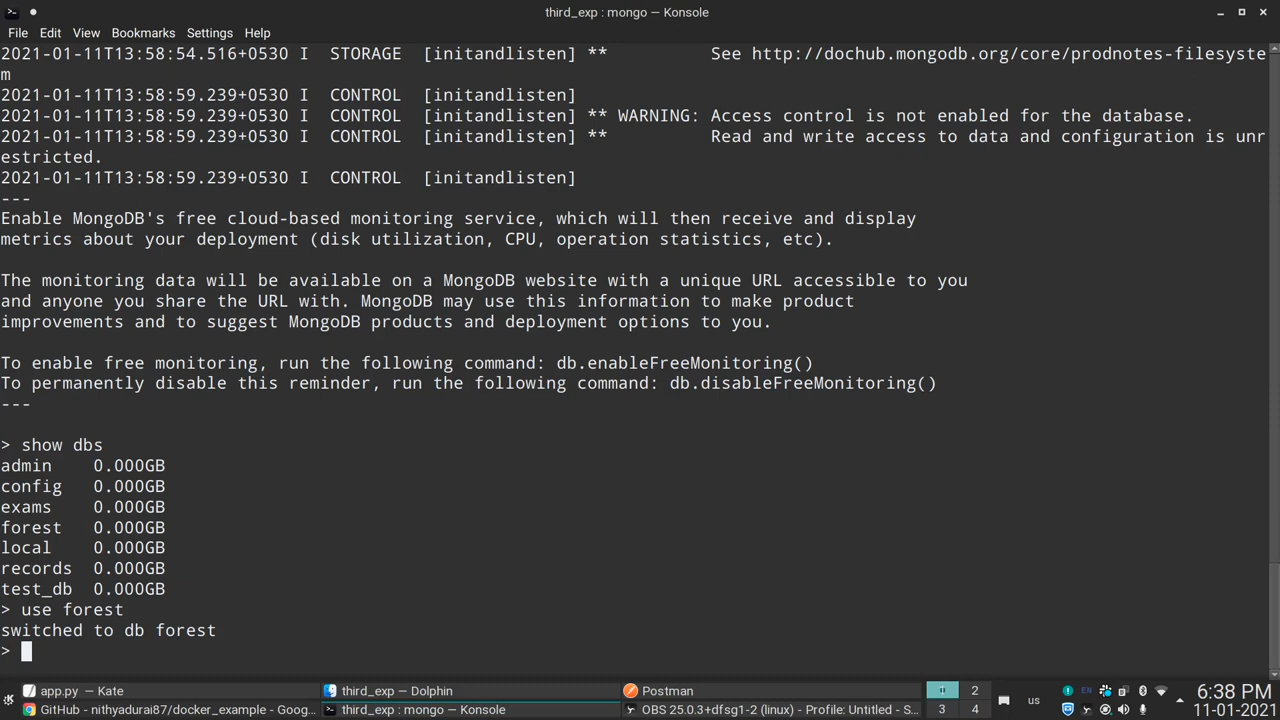 third_exp : mongo — Konsole
File Edit View Bookmarks Settings Help
2021-01-11T13:58:54.516+0530 I  STORAGE  [initandlisten] **          See http://dochub.mongodb.org/core/prodnotes-filesyste
m
2021-01-11T13:58:59.239+0530 I  CONTROL  [initandlisten]
2021-01-11T13:58:59.239+0530 I  CONTROL  [initandlisten] ** WARNING: Access control is not enabled for the database.
2021-01-11T13:58:59.239+0530 I  CONTROL  [initandlisten] **          Read and write access to data and configuration is unr
estricted.
2021-01-11T13:58:59.239+0530 I  CONTROL  [initandlisten]
---
Enable MongoDB's free cloud-based monitoring service, which will then receive and display
metrics about your deployment (disk utilization, CPU, operation statistics, etc).
The monitoring data will be available on a MongoDB website with a unique URL accessible to you
and anyone you share the URL with. MongoDB may use this information to make product
improvements and to suggest MongoDB products and deployment options to you.
To enable free monitoring, run the following command: db.enableFreeMonitoring()
To permanently disable this reminder, run the following command: db.disableFreeMonitoring()
---
> show dbs
admin    0.000GB
config   0.000GB
exams    0.000GB
forest   0.000GB
local    0.000GB
records  0.000GB
test_db  0.000GB
> use forest
switched to db forest
>
app.py — Kate
third_exp — Dolphin
Postman
GitHub - nithyadurai87/docker_example - Goog...
third_exp : mongo — Konsole
OBS 25.0.3+dfsg1-2 (linux) - Profile: Untitled - S...
2
3 4
us
EN
6:38 PM
11-01-2021